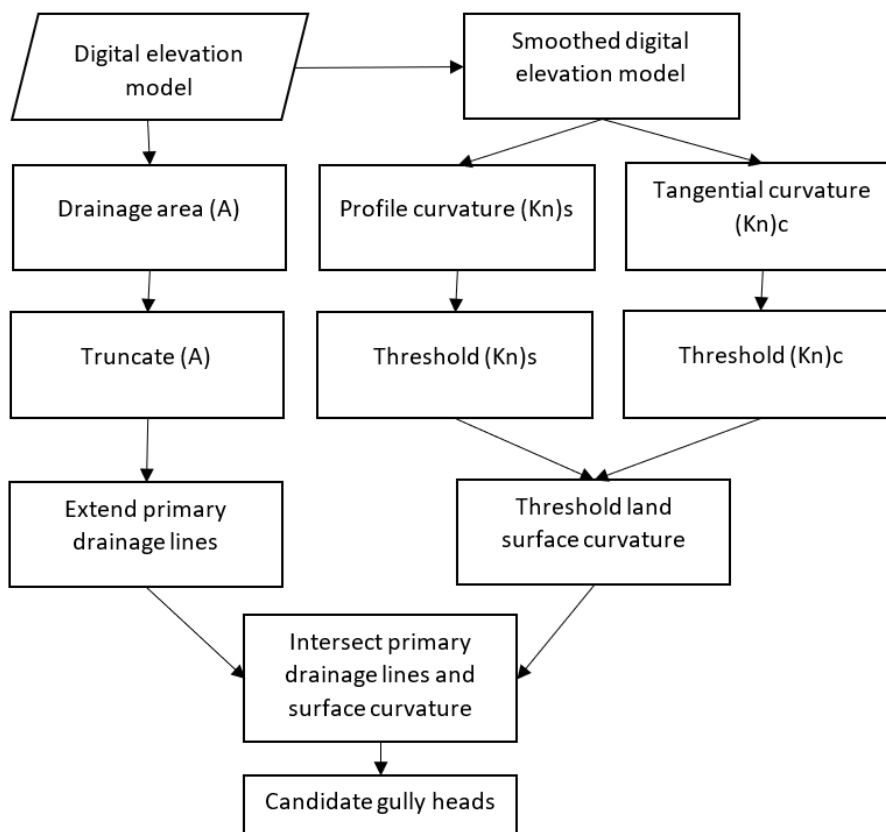 Digital elevation
model
Smoothed digital
elevation model
Drainage area (A)
Profile curvature (Kn)s
Tangential curvature
(Kn)c
Truncate (A)
Threshold (Kn)s
Threshold (Kn)c
Extend primary
drainage lines
Threshold land
surface curvature
Intersect primary
drainage lines and
surface curvature
Candidate gully heads